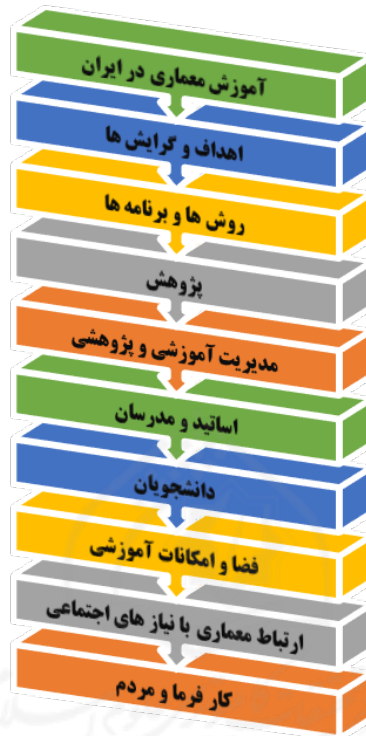 آموزش معماری در ایران
اهداف و گرایش ها
روش ها و برنامه ها
پژوهش
مدیریت آموزشی و پژوهشی
اساتید و مدرسان
دانشجویان
فضا و امکانات آموزشی
ارتباط معماری با نیاز های اجتماعی
کار فرما و مردم